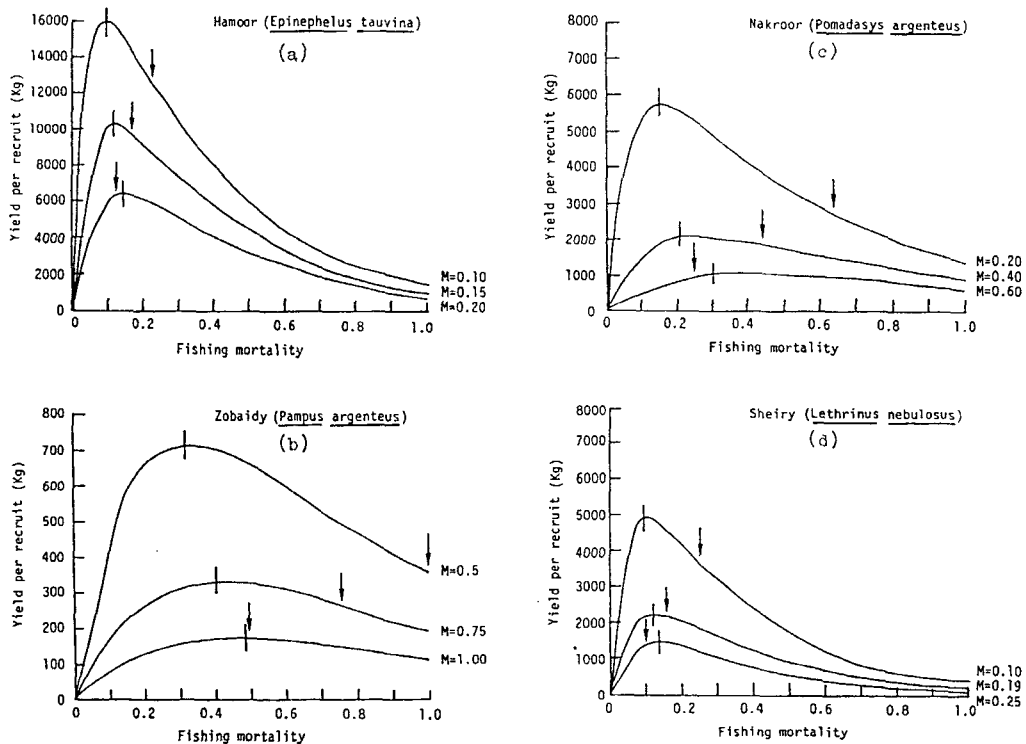 Hamoor (Epinephelus tauvina)
(a)
Yield per recruit (Kg)
16000
14000
12000
10000
8000
6000
4000
2000
0
M=0.10
M=0.15
M=0.20
0 0.2 0.4 0.6 0.8 1.0
Fishing mortality
Nakroor (Pomadasys argenteus)
(c)
Yield per recruit (Kg)
8000
7000
6000
5000
4000
3000
2000
1000
0
M=0.20
M=0.40
M=0.60
0 0.2 0.4 0.6 0.8 1.0
Fishing mortality
Zobaidy (Pampus argenteus)
(b)
Yield per recruit (Kg)
800
700
600
500
400
300
200
100
0
M=0.5
M=0.75
M=1.00
0 0.2 0.4 0.6 0.8 1.0
Fishing mortality
Sheiry (Lethrinus nebulosus)
(d)
Yield per recruit (Kg)
8000
7000
6000
5000
4000
3000
2000
1000
0
M=0.10
M=0.19
M=0.25
0 0.2 0.4 0.6 0.8 1.0
Fishing mortality